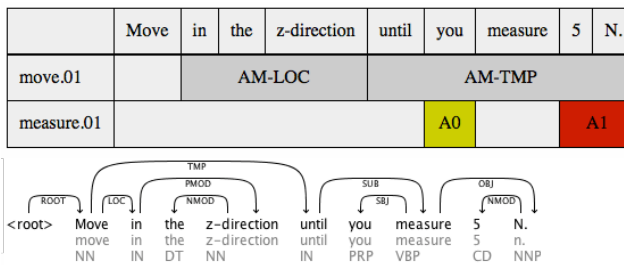 Move in the z-direction until you measure 5 N.
move.01 AM-LOC AM-TMP
measure.01 A0 A1
TMP
PMOD SUB OBJ
ROOT LOC NMOD SBJ NMOD
<root> Move in the z-direction until you measure 5 N.
move in the z-direction until you measure 5 n.
NN IN DT NN IN PRP VBP CD NNP